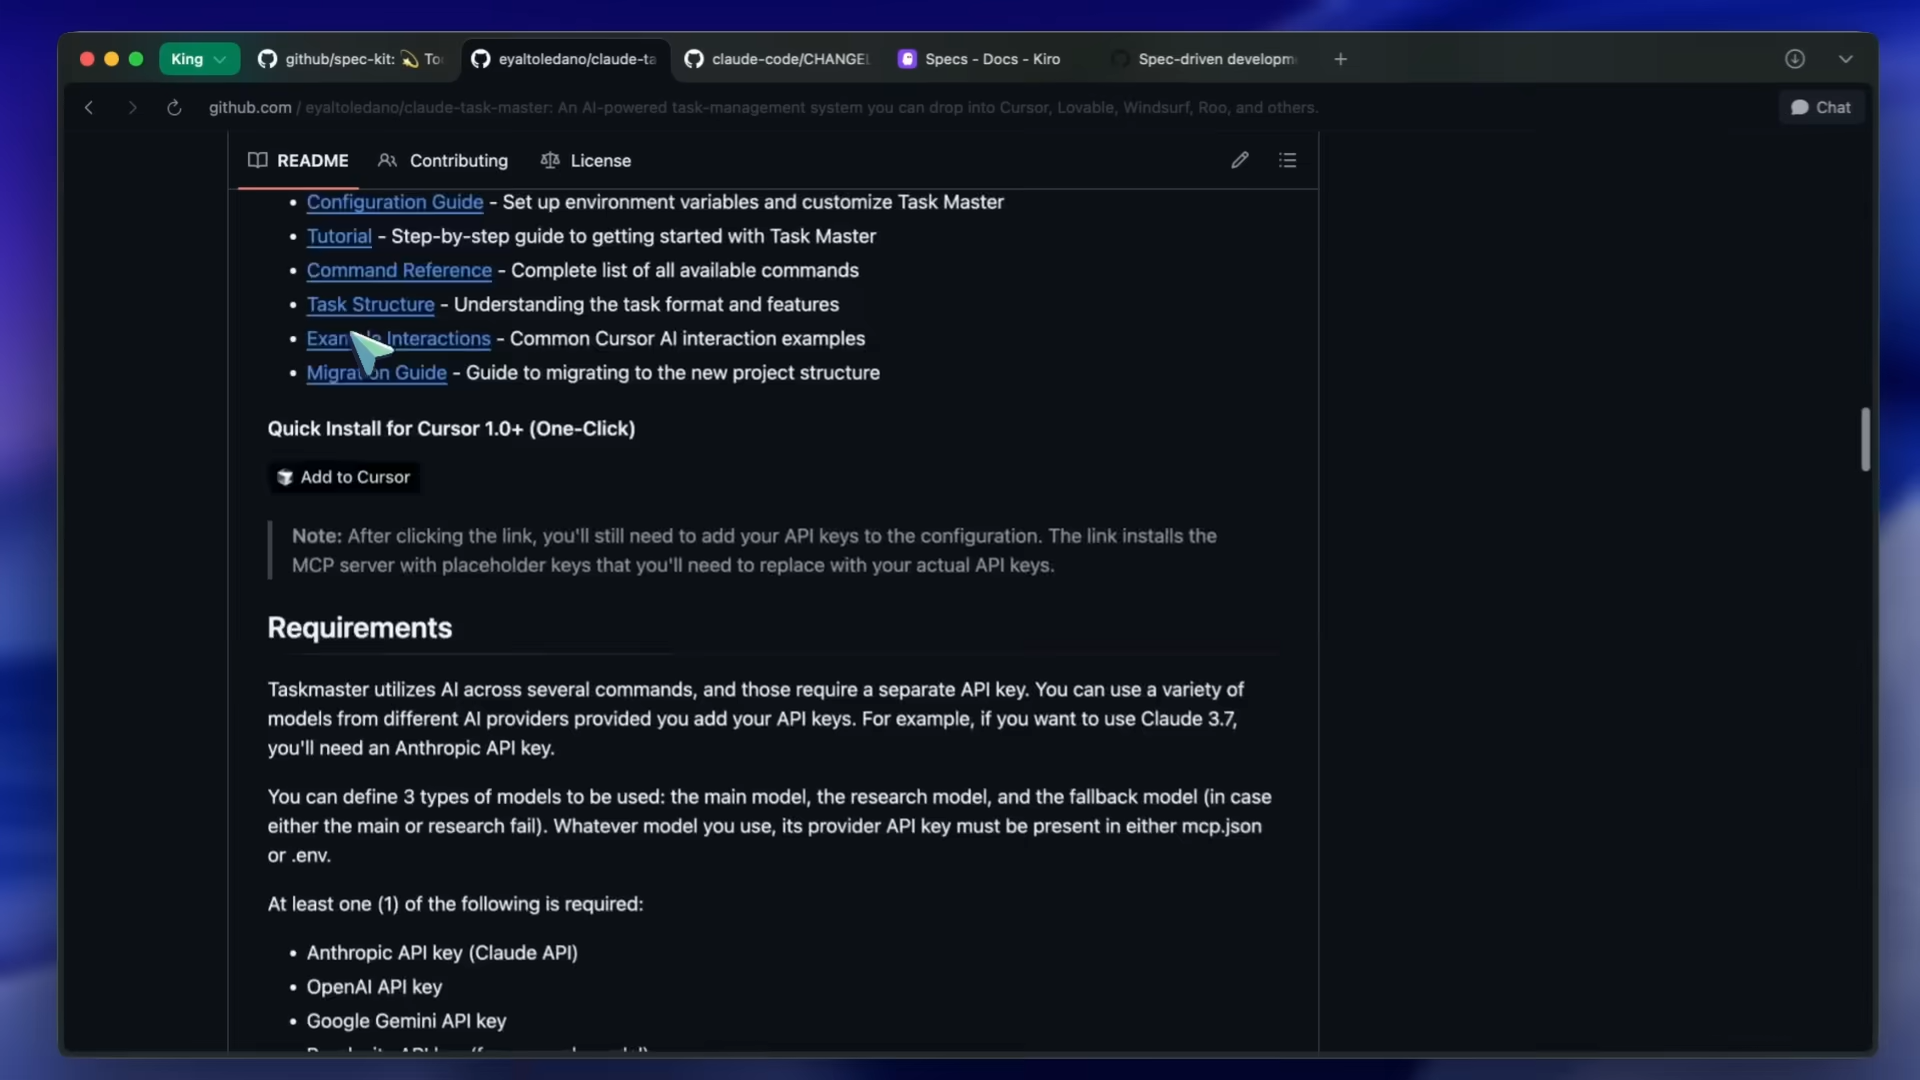 King
github/spec-kit: 💫 To
eyaltoledano/claude-ta
claude-code/CHANGEL
Specs - Docs - Kiro
Spec-driven developm
github.com / eyaltoledano/claude-task-master: An AI-powered task-management system you can drop into Cursor, Lovable, Windsurf, Roo, and others.
Chat
README
Contributing
License
• Configuration Guide - Set up environment variables and customize Task Master
• Tutorial - Step-by-step guide to getting started with Task Master
• Command Reference - Complete list of all available commands
• Task Structure - Understanding the task format and features
• Example Interactions - Common Cursor AI interaction examples
• Migration Guide - Guide to migrating to the new project structure
Quick Install for Cursor 1.0+ (One-Click)
Add to Cursor
Note: After clicking the link, you'll still need to add your API keys to the configuration. The link installs the
MCP server with placeholder keys that you'll need to replace with your actual API keys.
Requirements
Taskmaster utilizes AI across several commands, and those require a separate API key. You can use a variety of
models from different AI providers provided you add your API keys. For example, if you want to use Claude 3.7,
you'll need an Anthropic API key.
You can define 3 types of models to be used: the main model, the research model, and the fallback model (in case
either the main or research fail). Whatever model you use, its provider API key must be present in either mcp.json
or .env.
At least one (1) of the following is required:
• Anthropic API key (Claude API)
• OpenAI API key
• Google Gemini API key